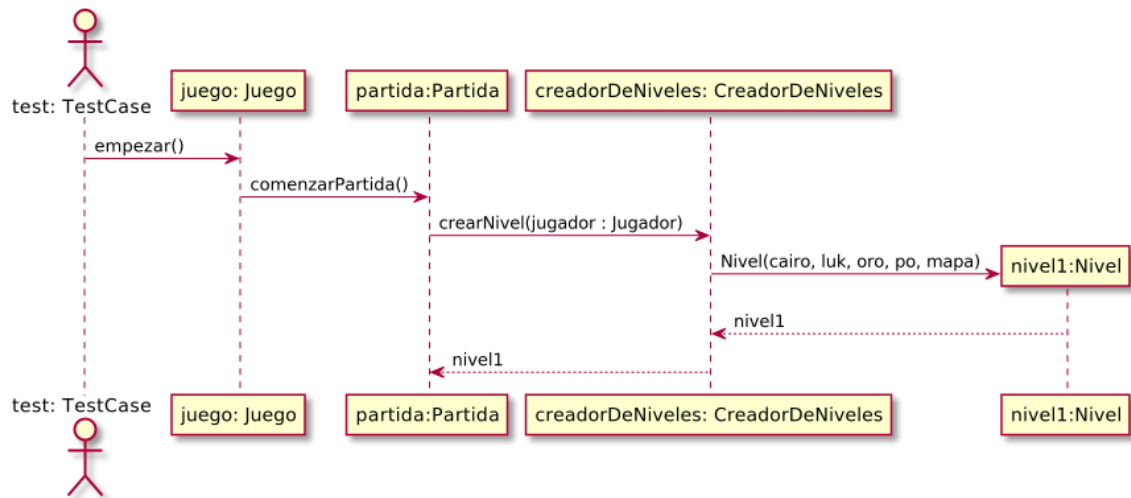 test: TestCase
juego: Juego
partida:Partida
creadorDeNiveles: CreadorDeNiveles
empezar()
comenzarPartida()
crearNivel(jugador : Jugador)
Nivel(cairo, luk, oro, po, mapa)
nivel1:Nivel
nivel1
nivel1
test: TestCase
juego: Juego
partida:Partida
creadorDeNiveles: CreadorDeNiveles
nivel1:Nivel